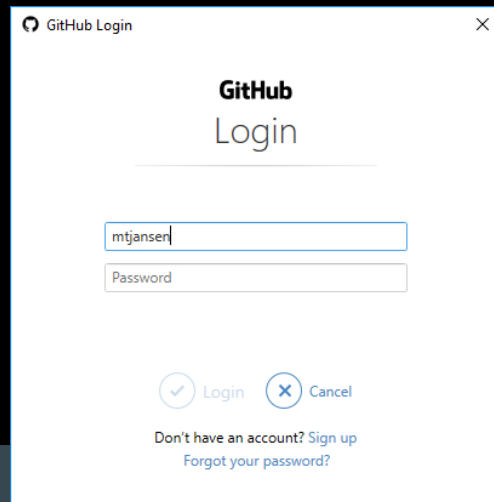 GitHub Login
GitHub
Login
mtjansen
Password
Login Cancel
Don't have an account? Sign up
Forgot your password?